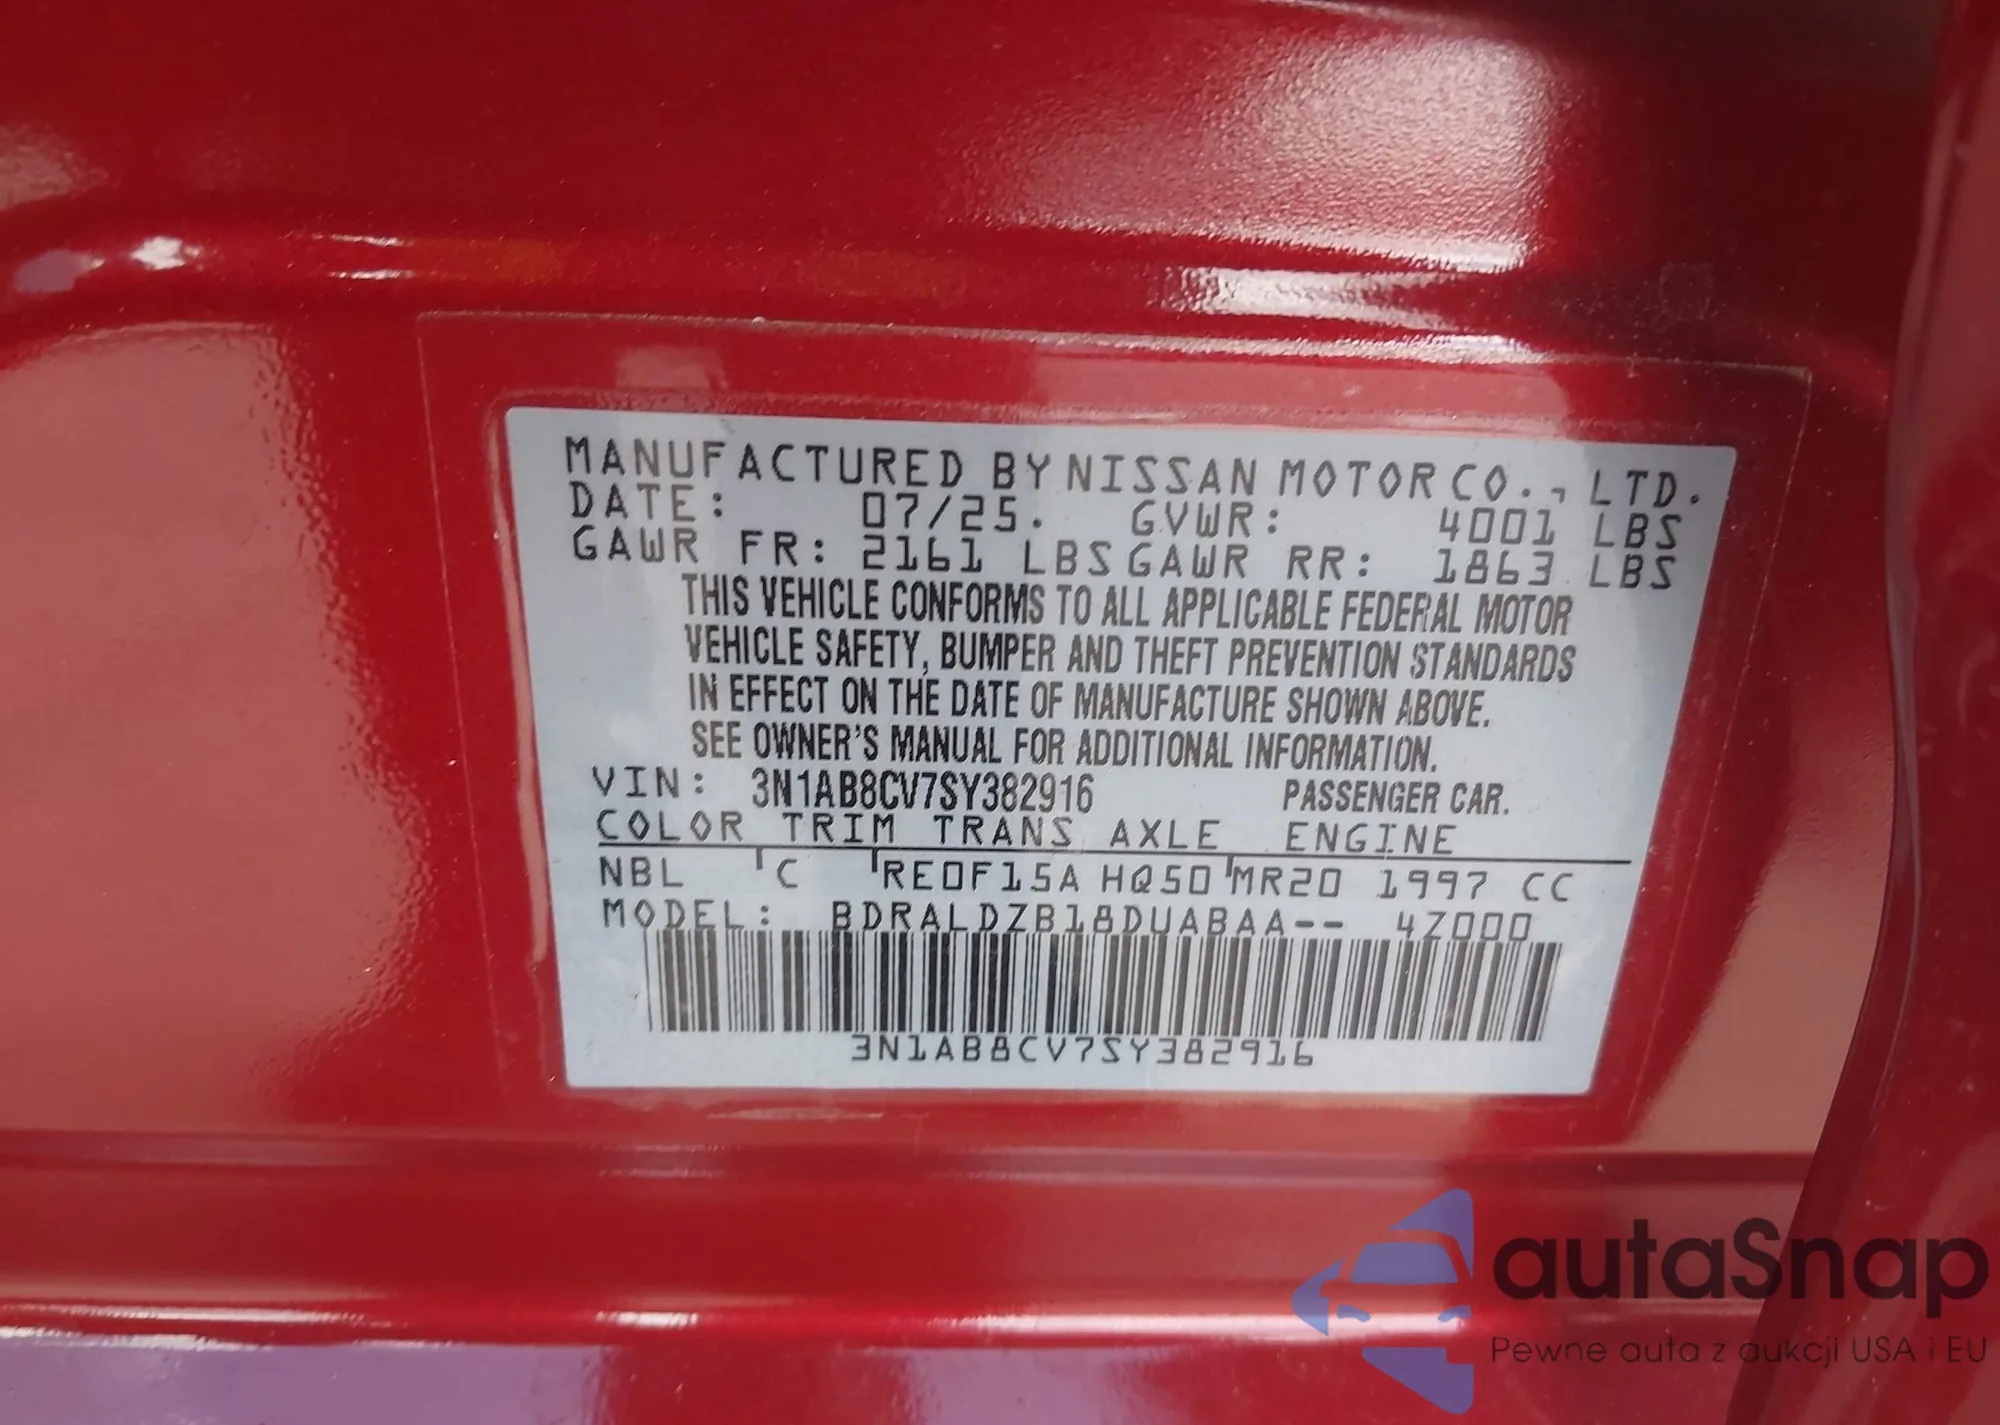 MANUFACTURED BY NISSAN MOTOR CO., LTD.
DATE: 07/25. GVWR: 4001 LBS
GAWR FR: 2161 LBS GAWR RR: 1863 LBS
THIS VEHICLE CONFORMS TO ALL APPLICABLE FEDERAL MOTOR
VEHICLE SAFETY, BUMPER AND THEFT PREVENTION STANDARDS
IN EFFECT ON THE DATE OF MANUFACTURE SHOWN ABOVE.
SEE OWNER'S MANUAL FOR ADDITIONAL INFORMATION.
VIN: 3N1AB8CV7SY382916 PASSENGER CAR.
COLOR TRIM TRANS AXLE ENGINE
NBL C RE0F15A HQ50 MR20 1997 CC
MODEL: BDRALDZB18DUABAA-- 4Z000
3N1AB8CV7SY382916
autaSnap
Pewne auta z aukcji USA i EU